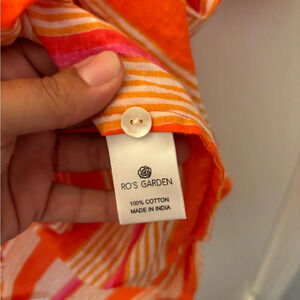 RO'S GARDEN
100% COTTON
MADE IN INDIA